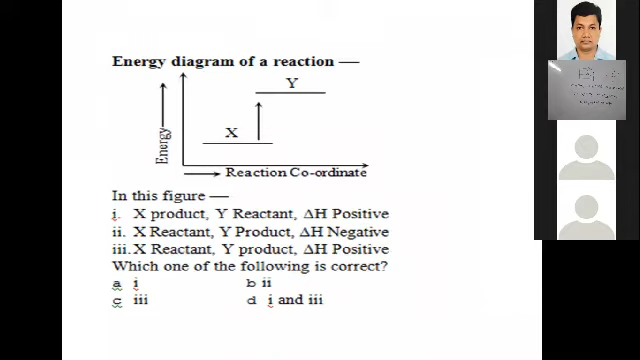 Energy diagram of a reaction —
Y
X
Energy
Reaction Co-ordinate
In this figure —
i. X product, Y Reactant, ΔH Positive
ii. X Reactant, Y Product, ΔH Negative
iii. X Reactant, Y product, ΔH Positive
Which one of the following is correct?
a i b ii
c iii d i and iii